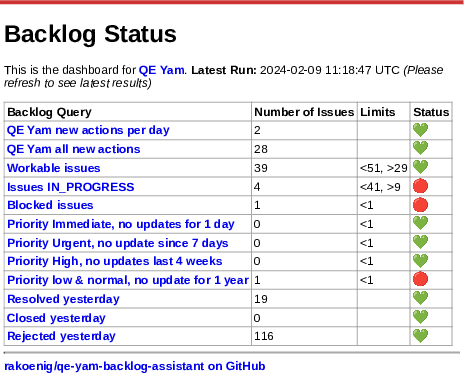 Backlog Status
This is the dashboard for QE Yam. Latest Run: 2024-02-09 11:18:47 UTC (Please
refresh to see latest results)
Backlog Query Number of Issues Limits Status
QE Yam new actions per day 2
QE Yam all new actions 28
Workable issues 39 <51, >29
Issues IN_PROGRESS 4 <41, >9
Blocked issues 1 <1
Priority Immediate, no updates for 1 day 0 <1
Priority Urgent, no update since 7 days 0 <1
Priority High, no updates last 4 weeks 0 <1
Priority low & normal, no update for 1 year 1 <1
Resolved yesterday 19
Closed yesterday 0
Rejected yesterday 116
rakoenig/qe-yam-backlog-assistant on GitHub